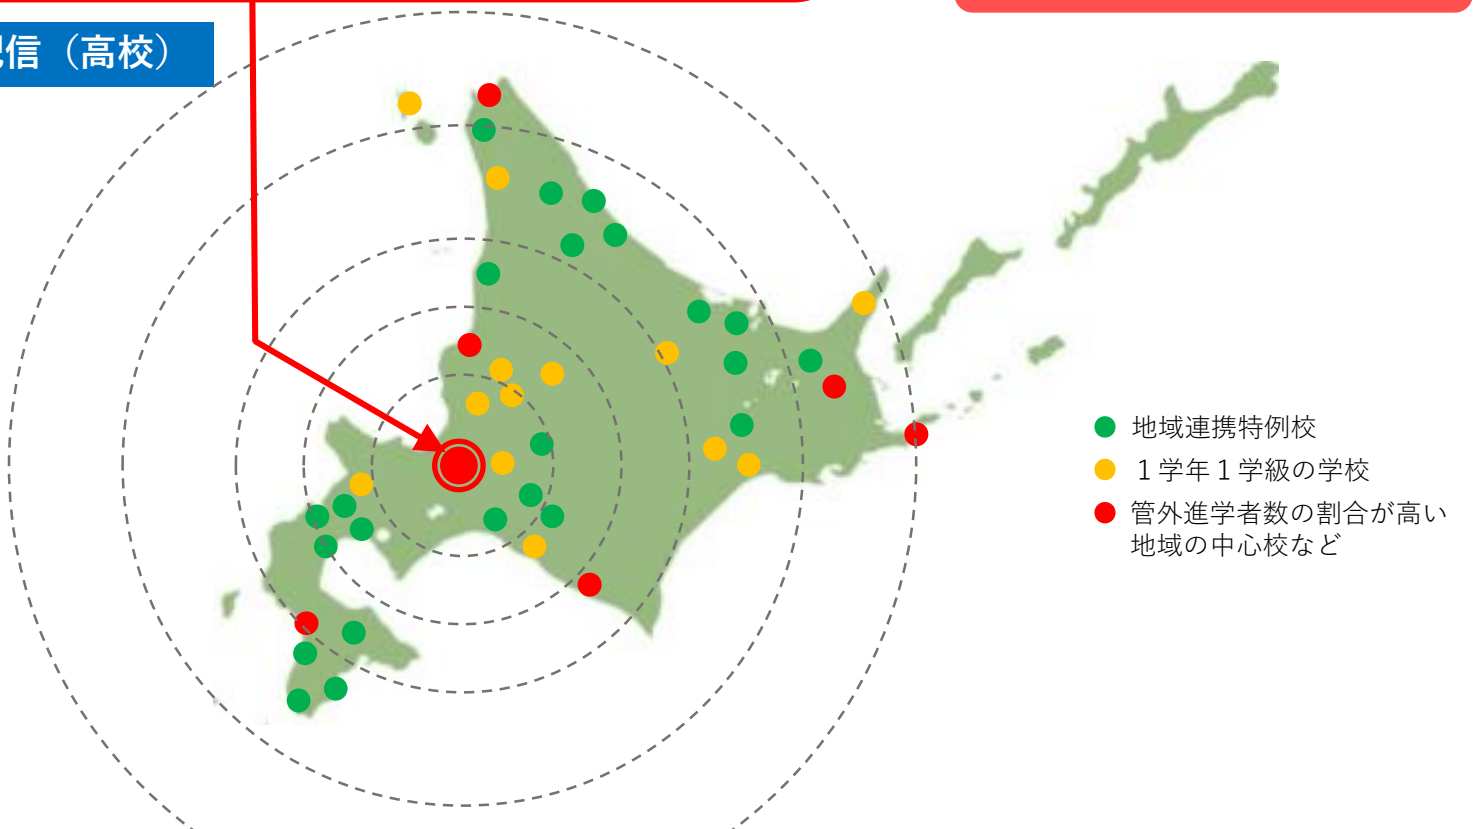 信（高校）
地域連携特例校
１学年１学級の学校
管外進学者数の割合が高い
地域の中心校など